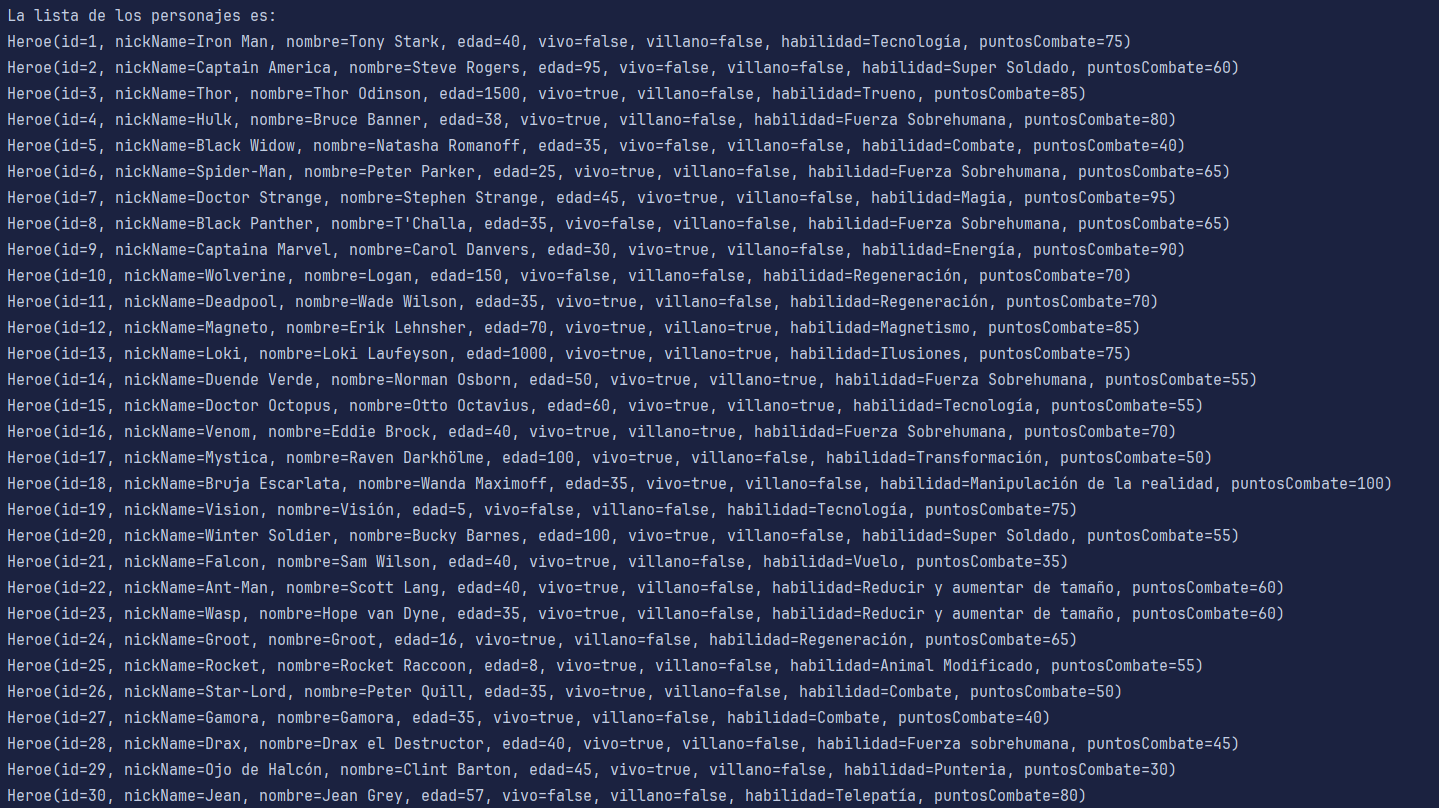 La lista de los personajes es:
Heroe(id=1, nickName=Iron Man, nombre=Tony Stark, edad=40, vivo=false, villano=false, habilidad=Tecnología, puntosCombate=75)
Heroe(id=2, nickName=Captain America, nombre=Steve Rogers, edad=95, vivo=false, villano=false, habilidad=Super Soldado, puntosCombate=60)
Heroe(id=3, nickName=Thor, nombre=Thor Odinson, edad=1500, vivo=true, villano=false, habilidad=Trueno, puntosCombate=85)
Heroe(id=4, nickName=Hulk, nombre=Bruce Banner, edad=38, vivo=true, villano=false, habilidad=Fuerza Sobrehumana, puntosCombate=80)
Heroe(id=5, nickName=Black Widow, nombre=Natasha Romanoff, edad=35, vivo=false, villano=false, habilidad=Combate, puntosCombate=40)
Heroe(id=6, nickName=Spider-Man, nombre=Peter Parker, edad=25, vivo=true, villano=false, habilidad=Fuerza Sobrehumana, puntosCombate=65)
Heroe(id=7, nickName=Doctor Strange, nombre=Stephen Strange, edad=45, vivo=true, villano=false, habilidad=Magia, puntosCombate=95)
Heroe(id=8, nickName=Black Panther, nombre=T'Challa, edad=35, vivo=false, villano=false, habilidad=Fuerza Sobrehumana, puntosCombate=65)
Heroe(id=9, nickName=Captaina Marvel, nombre=Carol Danvers, edad=30, vivo=true, villano=false, habilidad=Energía, puntosCombate=90)
Heroe(id=10, nickName=Wolverine, nombre=Logan, edad=150, vivo=false, villano=false, habilidad=Regeneración, puntosCombate=70)
Heroe(id=11, nickName=Deadpool, nombre=Wade Wilson, edad=35, vivo=true, villano=false, habilidad=Regeneración, puntosCombate=70)
Heroe(id=12, nickName=Magneto, nombre=Erik Lehnsher, edad=70, vivo=true, villano=true, habilidad=Magnetismo, puntosCombate=85)
Heroe(id=13, nickName=Loki, nombre=Loki Laufeyson, edad=1000, vivo=true, villano=true, habilidad=Ilusiones, puntosCombate=75)
Heroe(id=14, nickName=Duende Verde, nombre=Norman Osborn, edad=50, vivo=true, villano=true, habilidad=Fuerza Sobrehumana, puntosCombate=55)
Heroe(id=15, nickName=Doctor Octopus, nombre=Otto Octavius, edad=60, vivo=true, villano=true, habilidad=Tecnología, puntosCombate=55)
Heroe(id=16, nickName=Venom, nombre=Eddie Brock, edad=40, vivo=true, villano=true, habilidad=Fuerza Sobrehumana, puntosCombate=70)
Heroe(id=17, nickName=Mystica, nombre=Raven Darkhölme, edad=100, vivo=true, villano=false, habilidad=Transformación, puntosCombate=50)
Heroe(id=18, nickName=Bruja Escarlata, nombre=Wanda Maximoff, edad=35, vivo=true, villano=false, habilidad=Manipulación de la realidad, puntosCombate=100)
Heroe(id=19, nickName=Vision, nombre=Visión, edad=5, vivo=false, villano=false, habilidad=Tecnología, puntosCombate=75)
Heroe(id=20, nickName=Winter Soldier, nombre=Bucky Barnes, edad=100, vivo=true, villano=false, habilidad=Super Soldado, puntosCombate=55)
Heroe(id=21, nickName=Falcon, nombre=Sam Wilson, edad=40, vivo=true, villano=false, habilidad=Vuelo, puntosCombate=35)
Heroe(id=22, nickName=Ant-Man, nombre=Scott Lang, edad=40, vivo=true, villano=false, habilidad=Reducir y aumentar de tamaño, puntosCombate=60)
Heroe(id=23, nickName=Wasp, nombre=Hope van Dyne, edad=35, vivo=true, villano=false, habilidad=Reducir y aumentar de tamaño, puntosCombate=60)
Heroe(id=24, nickName=Groot, nombre=Groot, edad=16, vivo=true, villano=false, habilidad=Regeneración, puntosCombate=65)
Heroe(id=25, nickName=Rocket, nombre=Rocket Raccoon, edad=8, vivo=true, villano=false, habilidad=Animal Modificado, puntosCombate=55)
Heroe(id=26, nickName=Star-Lord, nombre=Peter Quill, edad=35, vivo=true, villano=false, habilidad=Combate, puntosCombate=50)
Heroe(id=27, nickName=Gamora, nombre=Gamora, edad=35, vivo=true, villano=false, habilidad=Combate, puntosCombate=40)
Heroe(id=28, nickName=Drax, nombre=Drax el Destructor, edad=40, vivo=true, villano=false, habilidad=Fuerza sobrehumana, puntosCombate=45)
Heroe(id=29, nickName=Ojo de Halcón, nombre=Clint Barton, edad=45, vivo=true, villano=false, habilidad=Punteria, puntosCombate=30)
Heroe(id=30, nickName=Jean, nombre=Jean Grey, edad=57, vivo=false, villano=false, habilidad=Telepatía, puntosCombate=80)